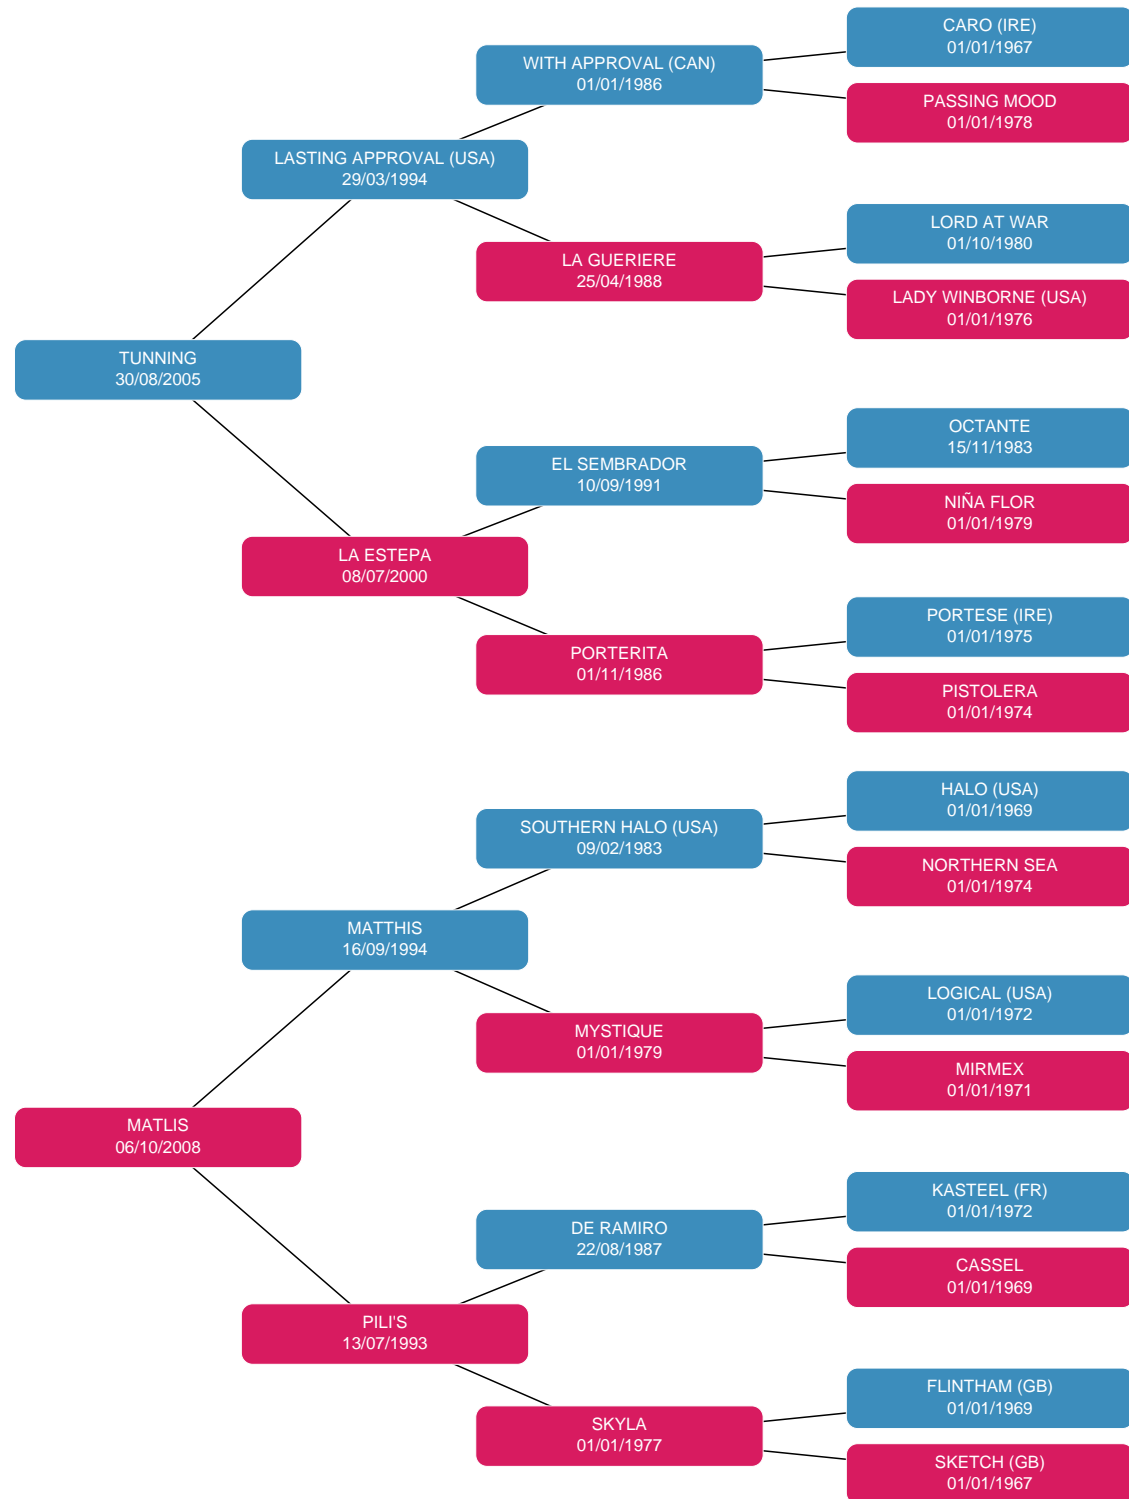 CARO (IRE)
01/01/1967
WITH APPROVAL (CAN)
01/01/1986
PASSING MOOD
01/01/1978
LASTING APPROVAL (USA)
29/03/1994
LORD AT WAR
01/10/1980
LA GUERIERE
25/04/1988
LADY WINBORNE (USA)
01/01/1976
TUNNING
30/08/2005
OCTANTE
15/11/1983
EL SEMBRADOR
10/09/1991
NIÑA FLOR
01/01/1979
LA ESTEPA
08/07/2000
PORTESE (IRE)
01/01/1975
PORTERITA
01/11/1986
PISTOLERA
01/01/1974
HALO (USA)
01/01/1969
SOUTHERN HALO (USA)
09/02/1983
NORTHERN SEA
01/01/1974
MATTHIS
16/09/1994
LOGICAL (USA)
01/01/1972
MYSTIQUE
01/01/1979
MIRMEX
01/01/1971
MATLIS
06/10/2008
KASTEEL (FR)
01/01/1972
DE RAMIRO
22/08/1987
CASSEL
01/01/1969
PILI'S
13/07/1993
FLINTHAM (GB)
01/01/1969
SKYLA
01/01/1977
SKETCH (GB)
01/01/1967